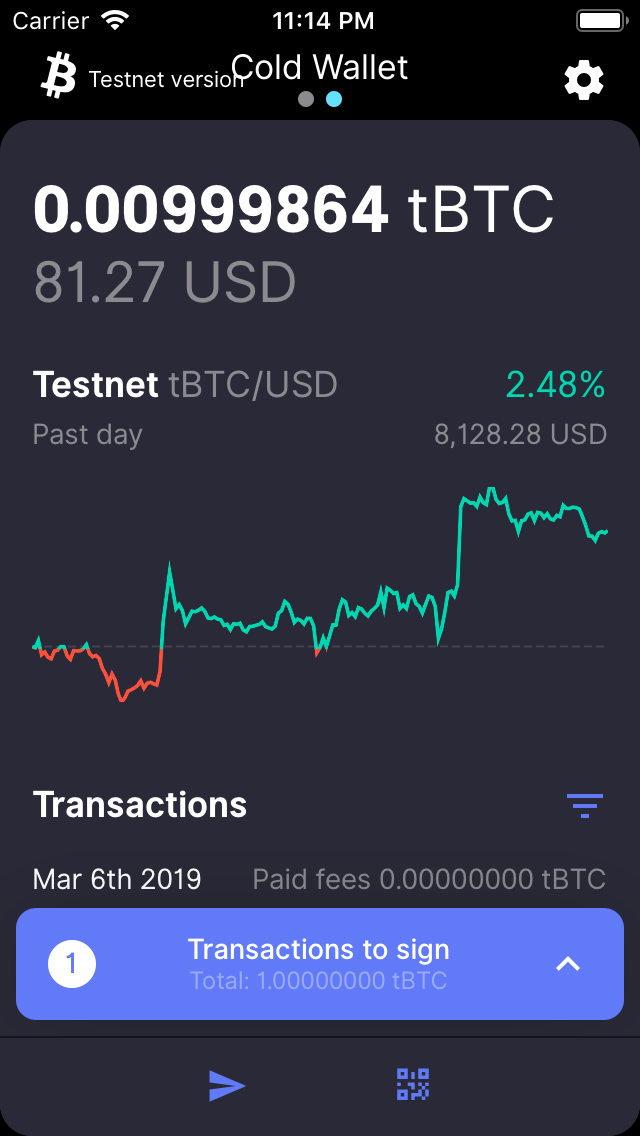 Carrier 11:14 PM
Cold Wallet
Testnet version
0.00999864 tBTC
81.27 USD
Testnet tBTC/USD 2.48%
Past day 8,128.28 USD
Transactions
Mar 6th 2019 Paid fees 0.00000000 tBTC
1 Transactions to sign
Total: 1.00000000 tBTC